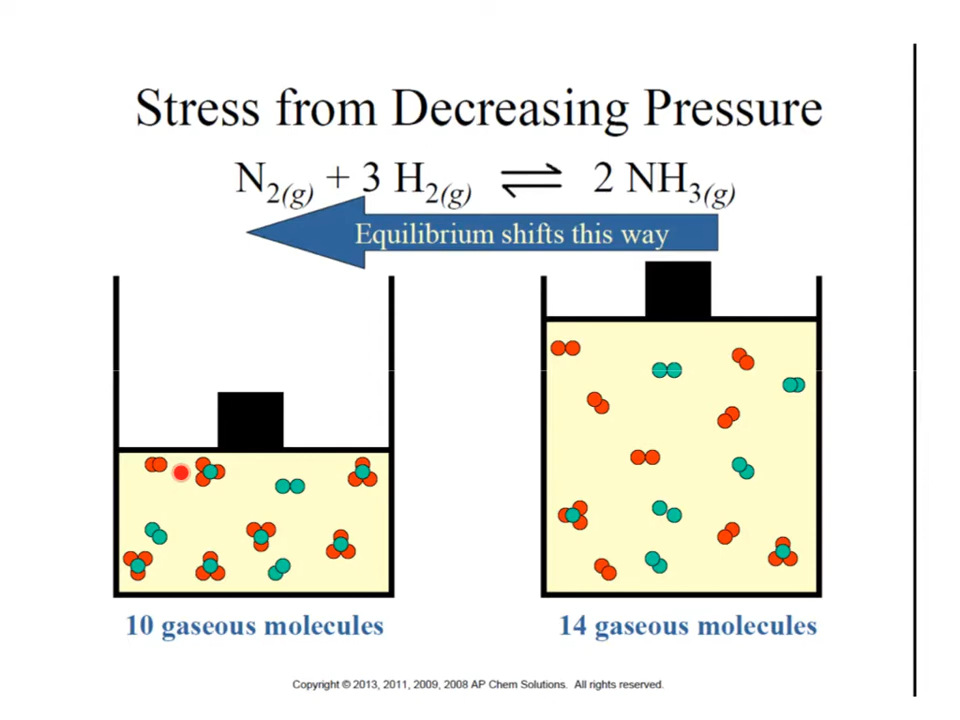 Stress from Decreasing Pressure
N2(g) + 3 H2(g) ⇌ 2 NH3(g)
Equilibrium shifts this way
10 gaseous molecules
14 gaseous molecules
Copyright © 2013, 2011, 2009, 2008 AP Chem Solutions. All rights reserved.